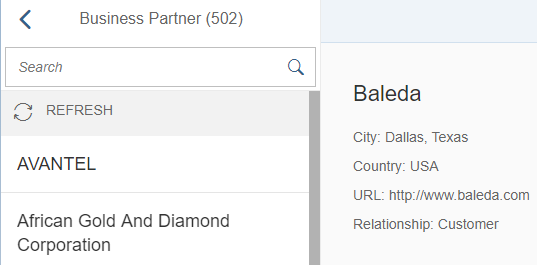 Business Partner (502)
Search
REFRESH
AVANTEL
African Gold And Diamond
Corporation
Baleda
City: Dallas, Texas
Country: USA
URL: http://www.baleda.com
Relationship: Customer